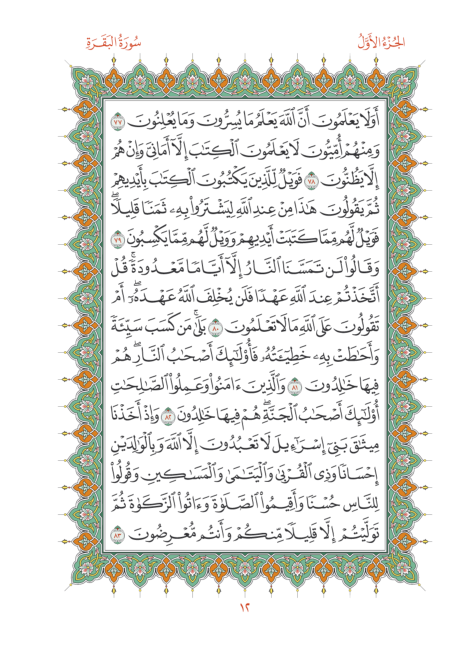 الجُزْءُ الأَوَّلُ
سُورَةُ البَقَرَةِ
أَوَلَا يَعْلَمُونَ أَنَّ ٱللَّهَ يَعْلَمُ مَا يُسِرُّونَ وَمَا يُعْلِنُونَ ٧٧
وَمِنْهُمْ أُمِّيُّونَ لَا يَعْلَمُونَ ٱلْكِتَٰبَ إِلَّآ أَمَانِىَّ وَإِنْ هُمْ
إِلَّا يَظُنُّونَ ٧٨ فَوَيْلٌ لِّلَّذِينَ يَكْتُبُونَ ٱلْكِتَٰبَ بِأَيْدِيهِمْ
ثُمَّ يَقُولُونَ هَٰذَا مِنْ عِندِ ٱللَّهِ لِيَشْتَرُوا۟ بِهِۦ ثَمَنًا قَلِيلًۭا ۖ
فَوَيْلٌ لَّهُم مِّمَّا كَتَبَتْ أَيْدِيهِمْ وَوَيْلٌ لَّهُم مِّمَّا يَكْسِبُونَ ٧٩
وَقَالُوا۟ لَن تَمَسَّنَا ٱلنَّارُ إِلَّآ أَيَّامًا مَّعْدُودَةً ۚ قُلْ
أَتَّخَذْتُمْ عِندَ ٱللَّهِ عَهْدًا فَلَن يُخْلِفَ ٱللَّهُ عَهْدَهُۥٓ ۖ أَمْ
تَقُولُونَ عَلَى ٱللَّهِ مَا لَا تَعْلَمُونَ ٨٠ بَلَىٰ مَن كَسَبَ سَيِّئَةً
وَأَحَٰطَتْ بِهِۦ خَطِيٓـَٔتُهُۥ فَأُو۟لَٰٓئِكَ أَصْحَٰبُ ٱلنَّارِ ۖ هُمْ
فِيهَا خَٰلِدُونَ ٨١ وَٱلَّذِينَ ءَامَنُوا۟ وَعَمِلُوا۟ ٱلصَّٰلِحَٰتِ
أُو۟لَٰٓئِكَ أَصْحَٰبُ ٱلْجَنَّةِ ۖ هُمْ فِيهَا خَٰلِدُونَ ٨٢ وَإِذْ أَخَذْنَا
مِيثَٰقَ بَنِىٓ إِسْرَٰٓءِيلَ لَا تَعْبُدُونَ إِلَّا ٱللَّهَ وَبِٱلْوَٰلِدَيْنِ
إِحْسَانًا وَذِى ٱلْقُرْبَىٰ وَٱلْيَتَٰمَىٰ وَٱلْمَسَٰكِينِ وَقُولُوا۟
لِلنَّاسِ حُسْنًا وَأَقِيمُوا۟ ٱلصَّلَوٰةَ وَءَاتُوا۟ ٱلزَّكَوٰةَ ثُمَّ
تَوَلَّيْتُمْ إِلَّا قَلِيلًا مِّنكُمْ وَأَنتُم مُّعْرِضُونَ ٨٣
١٢